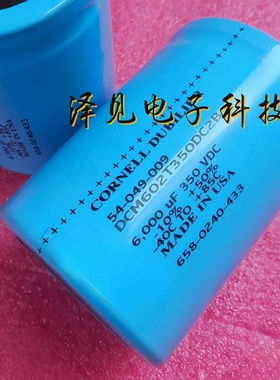 泽见电子科技
CORNELL DUB
54-049-009
DCM602T350DC2B
6,000 uF 350 VDC
-10% +50%
-40C TO +85C
MADE IN USA
658-0240-433